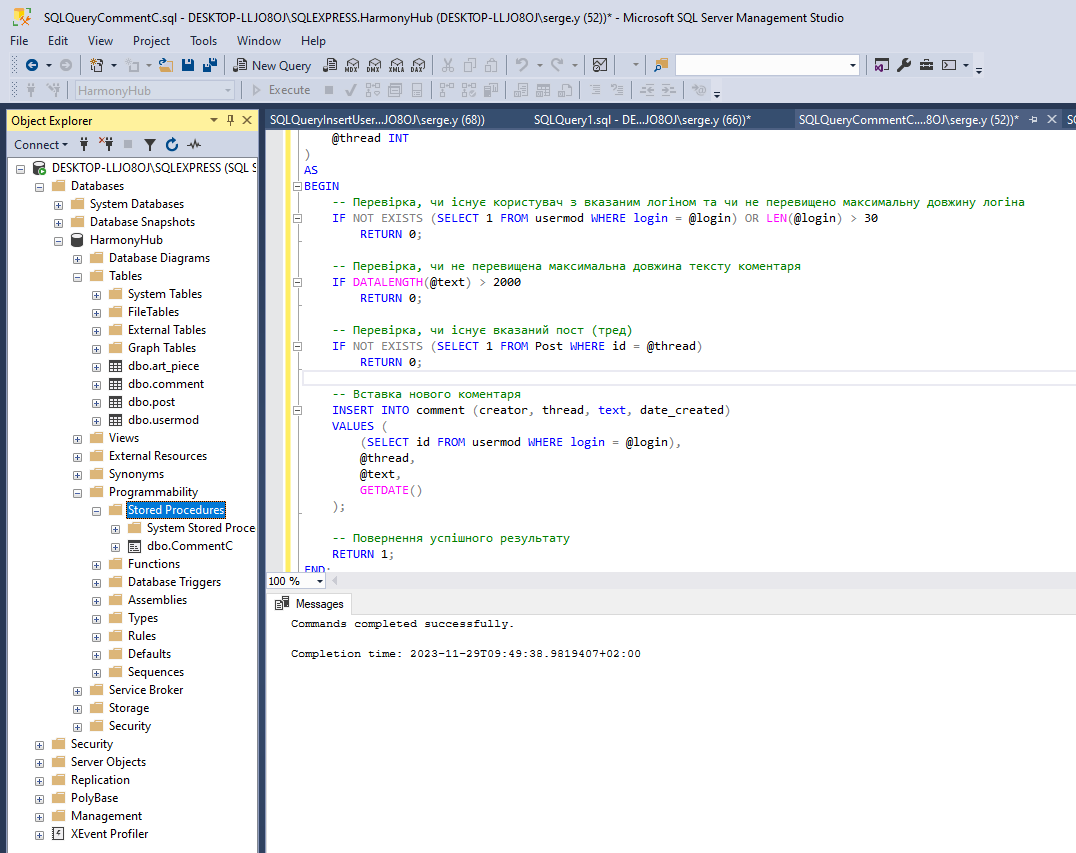 SQLQueryCommentC.sql - DESKTOP-LLJO8OJ\SQLEXPRESS.HarmonyHub (DESKTOP-LLJO8OJ\serge.y (52))* - Microsoft SQL Server Management Studio
File Edit View Project Tools Window Help
New Query MDX DMX XMLA DAX
HarmonyHub Execute
Object Explorer
Connect
DESKTOP-LLJO8OJ\SQLEXPRESS (SQL S
Databases
System Databases
Database Snapshots
HarmonyHub
Database Diagrams
Tables
System Tables
FileTables
External Tables
Graph Tables
dbo.art_piece
dbo.comment
dbo.post
dbo.usermod
Views
External Resources
Synonyms
Programmability
Stored Procedures
System Stored Proce
dbo.CommentC
Functions
Database Triggers
Assemblies
Types
Rules
Defaults
Sequences
Service Broker
Storage
Security
Security
Server Objects
Replication
PolyBase
Management
XEvent Profiler
SQLQueryInsertUser...JO8OJ\serge.y (68)) SQLQuery1.sql - DE...JO8OJ\serge.y (66))* SQLQueryCommentC....8OJ\serge.y (52))*
@thread INT
)
AS
BEGIN
-- Перевірка, чи існує користувач з вказаним логіном та чи не перевищено максимальну довжину логіна
IF NOT EXISTS (SELECT 1 FROM usermod WHERE login = @login) OR LEN(@login) > 30
RETURN 0;
-- Перевірка, чи не перевищена максимальна довжина тексту коментаря
IF DATALENGTH(@text) > 2000
RETURN 0;
-- Перевірка, чи існує вказаний пост (тред)
IF NOT EXISTS (SELECT 1 FROM Post WHERE id = @thread)
RETURN 0;
-- Вставка нового коментаря
INSERT INTO comment (creator, thread, text, date_created)
VALUES (
(SELECT id FROM usermod WHERE login = @login),
@thread,
@text,
GETDATE()
);
-- Повернення успішного результату
RETURN 1;
END;
100 %
Messages
Commands completed successfully.
Completion time: 2023-11-29T09:49:38.9819407+02:00